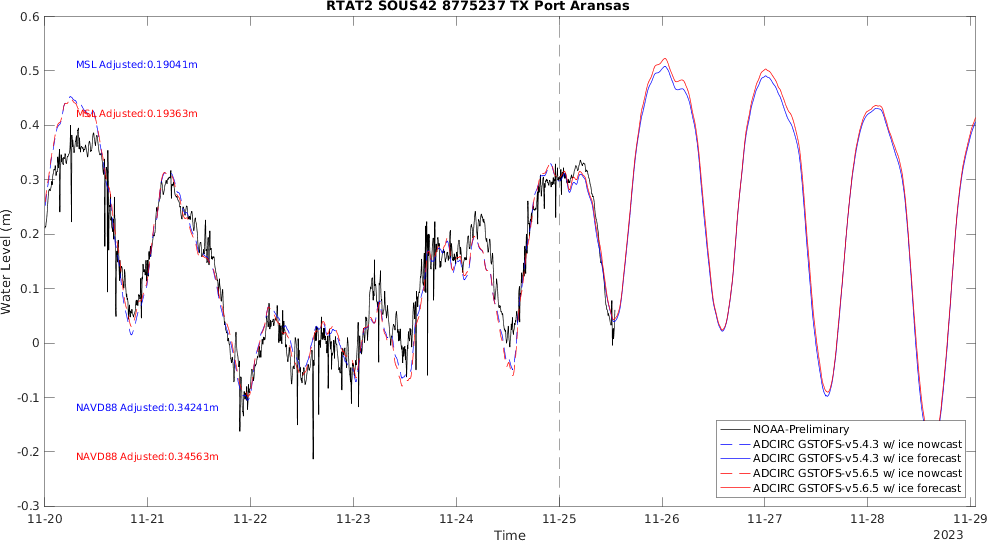 RTAT2 SOUS42 8775237 TX Port Aransas
0.6
0.5
0.4
0.3
0.2
0.1
0
-0.1
-0.2
-0.3
Water Level (m)
MSL Adjusted:0.19041m
MSL Adjusted:0.19363m
NAVD88 Adjusted:0.34241m
NAVD88 Adjusted:0.34563m
NOAA-Preliminary
ADCIRC GSTOFS-v5.4.3 w/ ice nowcast
ADCIRC GSTOFS-v5.4.3 w/ ice forecast
ADCIRC GSTOFS-v5.6.5 w/ ice nowcast
ADCIRC GSTOFS-v5.6.5 w/ ice forecast
11-20 11-21 11-22 11-23 11-24 11-25 11-26 11-27 11-28 11-29
Time
2023